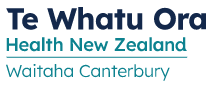 Te Whatu Ora
Health New Zealand
Waitaha Canterbury